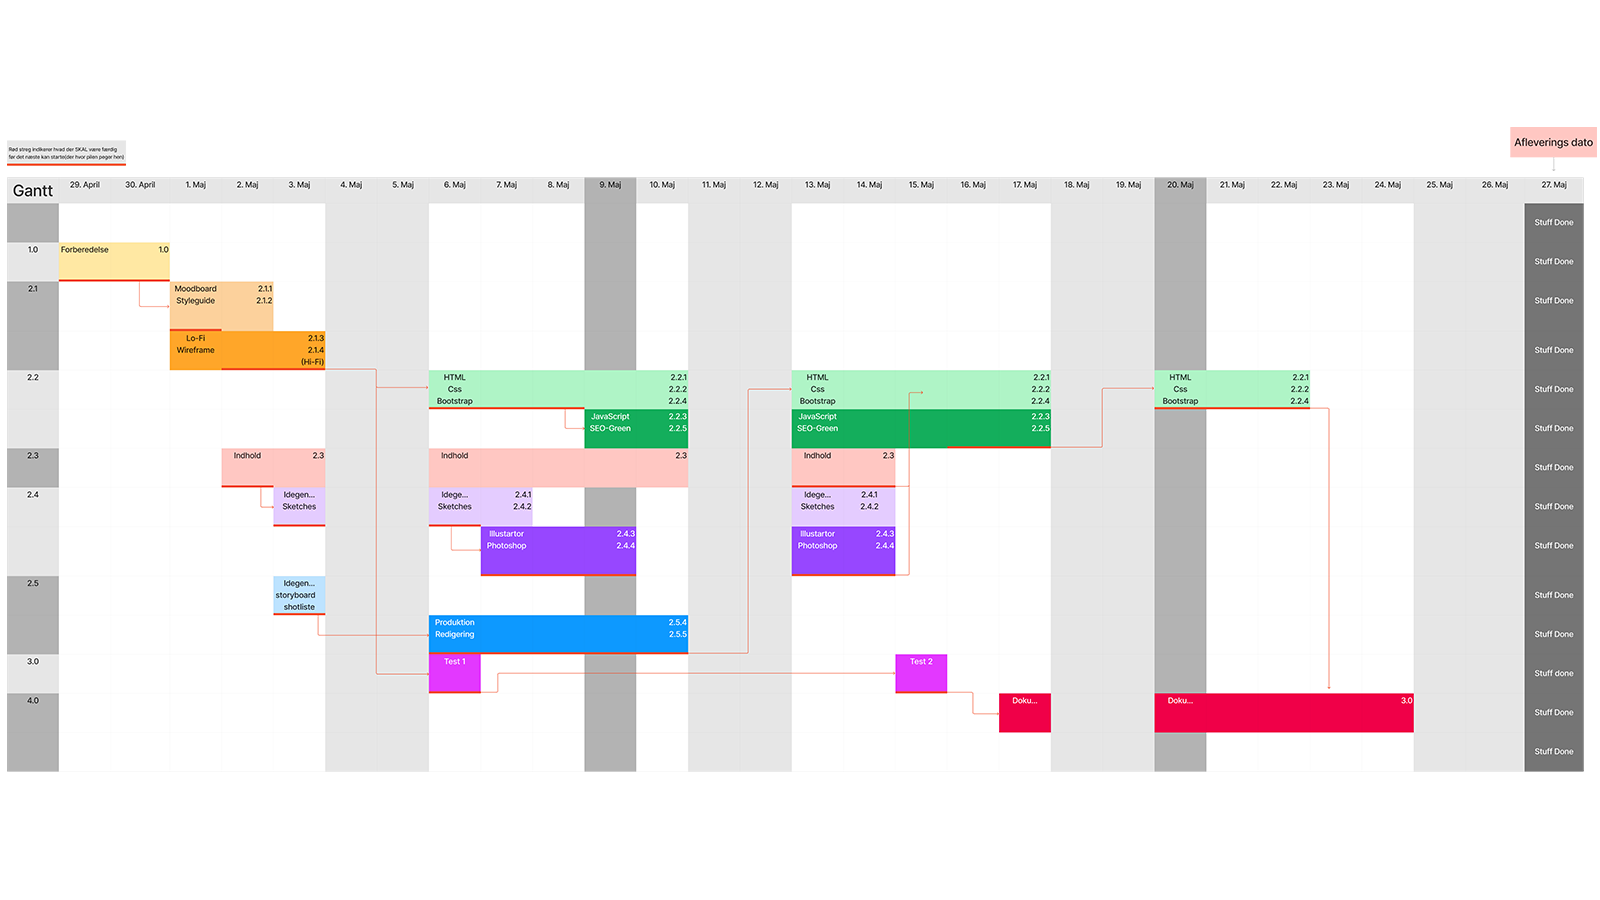 Afleverings dato
Rød streg indikerer hvad der SKAL være færdig
før det næste kan starte(der hvor pilen peger hen)
Gantt
29. April
30. April
1. Maj
2. Maj
3. Maj
4. Maj
5. Maj
6. Maj
7. Maj
8. Maj
9. Maj
10. Maj
11. Maj
12. Maj
13. Maj
14. Maj
15. Maj
16. Maj
17. Maj
18. Maj
19. Maj
20. Maj
21. Maj
22. Maj
23. Maj
24. Maj
25. Maj
26. Maj
27. Maj
Stuff Done
1.0
Forberedelse 1.0
Stuff Done
2.1
Moodboard 2.1.1
Styleguide 2.1.2
Stuff Done
Lo-Fi 2.1.3
Wireframe 2.1.4
(Hi-Fi)
Stuff Done
2.2
HTML 2.2.1
Css 2.2.2
Bootstrap 2.2.4
HTML 2.2.1
Css 2.2.2
Bootstrap 2.2.4
HTML 2.2.1
Css 2.2.2
Bootstrap 2.2.4
Stuff Done
JavaScript 2.2.3
SEO-Green 2.2.5
JavaScript 2.2.3
SEO-Green 2.2.5
Stuff Done
2.3
Indhold 2.3
Indhold 2.3
Indhold 2.3
Stuff Done
2.4
Idegen...
Sketches
Idege... 2.4.1
Sketches 2.4.2
Idege... 2.4.1
Sketches 2.4.2
Stuff Done
Illustartor 2.4.3
Photoshop 2.4.4
Illustartor 2.4.3
Photoshop 2.4.4
Stuff Done
2.5
Idegen...
storyboard
shotliste
Stuff Done
Produktion 2.5.4
Redigering 2.5.5
Stuff Done
3.0
Test 1
Test 2
Stuff done
4.0
Doku...
Doku... 3.0
Stuff Done
Stuff Done